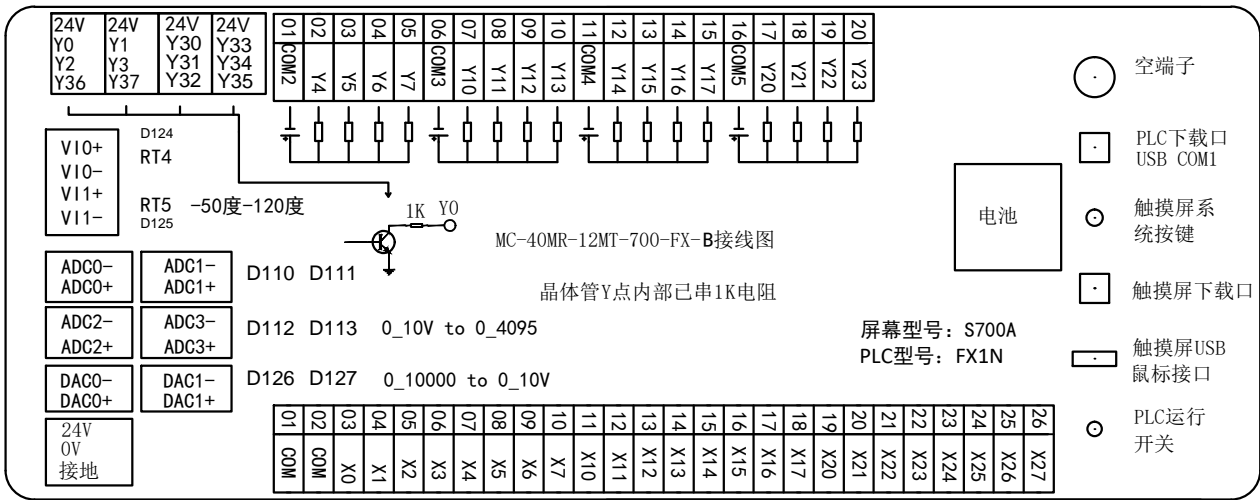 24V 24V 24V 24V
Y0 Y1 Y30 Y33
Y2 Y3 Y31 Y34
Y36 Y37 Y32 Y35
01 02 03 04 05 06 07 08 09 10 11 12 13 14 15 16 17 18 19 20
COM2 Y4 Y5 Y6 Y7 COM3 Y10 Y11 Y12 Y13 COM4 Y14 Y15 Y16 Y17 COM5 Y20 Y21 Y22 Y23
空端子
VI0+
VI0-
VI1+
VI1-
D124
RT4
RT5 -50度-120度
D125
1K Y0
MC-40MR-12MT-700-FX-B接线图
晶体管Y点内部已串1K电阻
电池
PLC下载口
USB COM1
触摸屏系
统按键
触摸屏下载口
ADC0- ADC1-
ADC0+ ADC1+
D110 D111
ADC2- ADC3-
ADC2+ ADC3+
D112 D113 0_10V to 0_4095
屏幕型号: S700A
PLC型号: FX1N
触摸屏USB
鼠标接口
DAC0- DAC1-
DAC0+ DAC1+
D126 D127 0_10000 to 0_10V
PLC运行
开关
24V
0V
接地
01 02 03 04 05 06 07 08 09 10 11 12 13 14 15 16 17 18 19 20 21 22 23 24 25 26
COM COM X0 X1 X2 X3 X4 X5 X6 X7 X10 X11 X12 X13 X14 X15 X16 X17 X20 X21 X22 X23 X24 X25 X26 X27